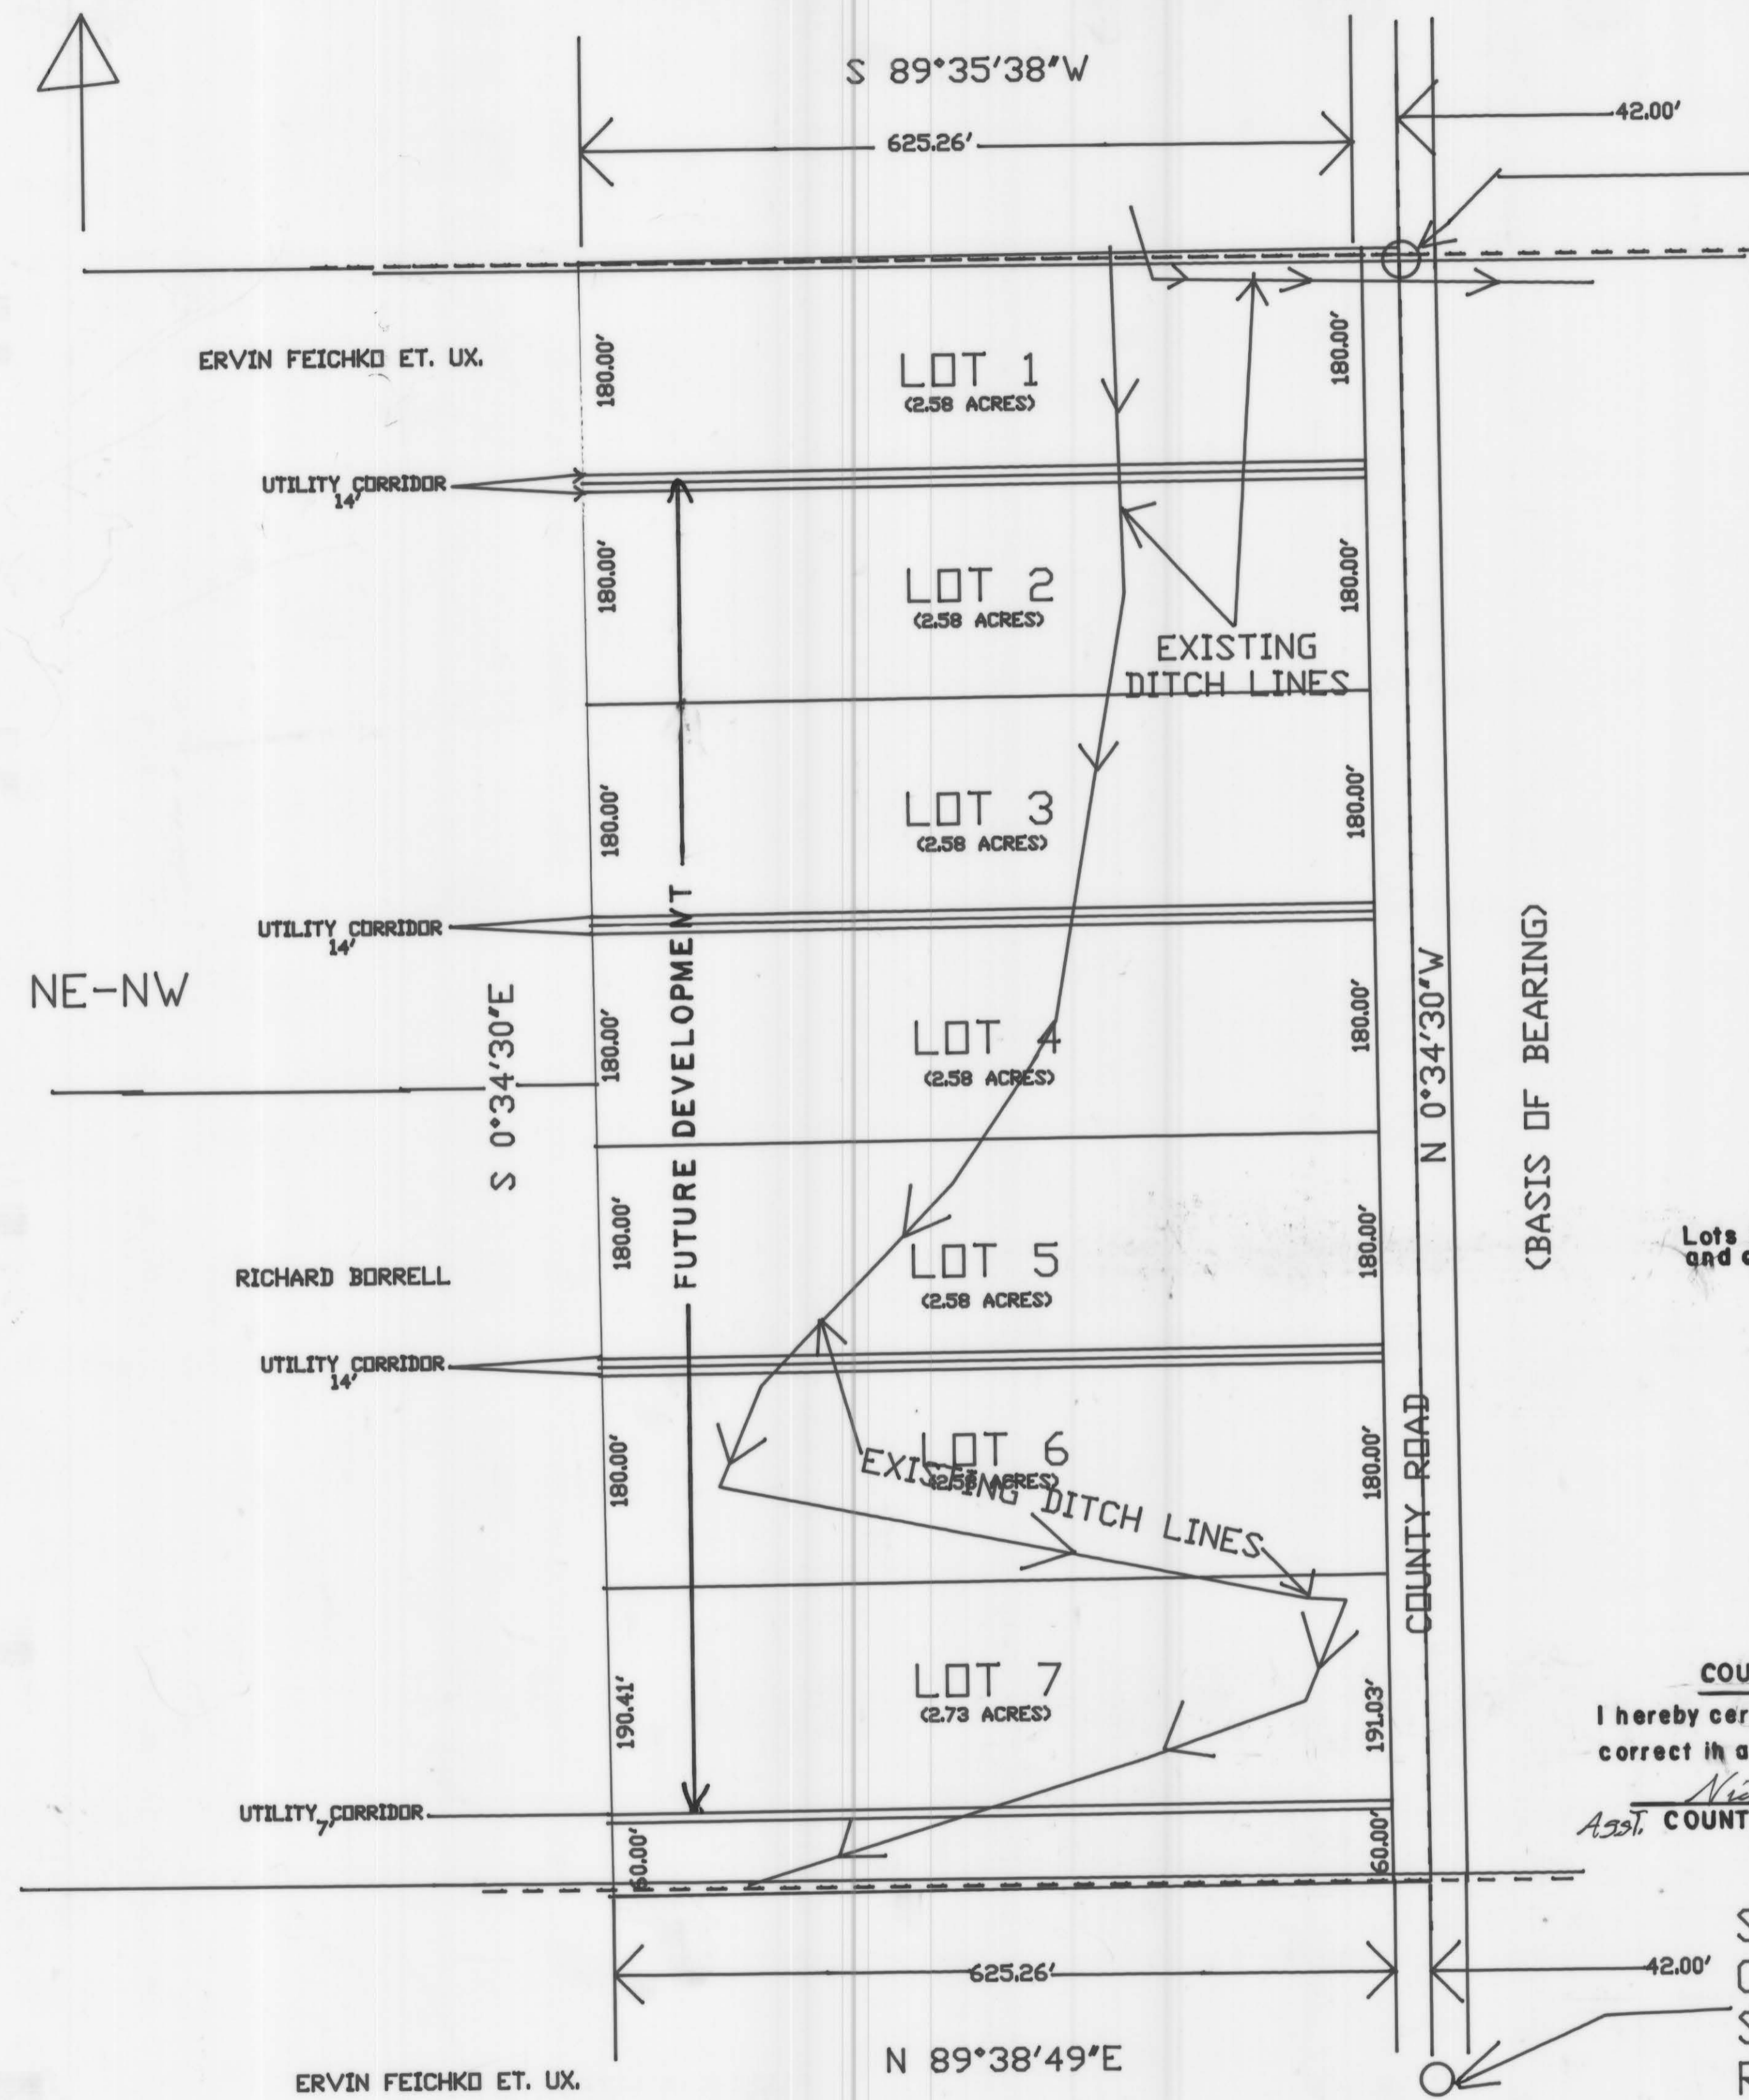 S 89°35'38"W
42.00'
625.26'
ERVIN FEICHKO ET. UX.
180.00'
LOT 1
(2.58 ACRES)
180.00'
UTILITY CORRIDOR
14'
180.00'
LOT 2
(2.58 ACRES)
180.00'
EXISTING
DITCH LINES
180.00'
LOT 3
(2.58 ACRES)
180.00'
UTILITY CORRIDOR
14'
NE-NW
S 0°34'30"E
180.00'
FUTURE DEVELOPMENT
LOT 4
(2.58 ACRES)
180.00'
N 0°34'30"W
(BASIS OF BEARING)
180.00'
LOT 5
(2.58 ACRES)
180.00'
Lots
and
RICHARD BORRELL
UTILITY CORRIDOR
14'
180.00'
LOT 6
(2.58 ACRES)
EXISTING DITCH LINES
180.00'
COUNTY ROAD
190.41'
LOT 7
(2.73 ACRES)
191.03'
COU
I hereby cer
correct in a
Asst. COUNT
UTILITY CORRIDOR
7'
60.00'
60.00'
625.26'
42.00'
N 89°38'49"E
ERVIN FEICHKO ET. UX.